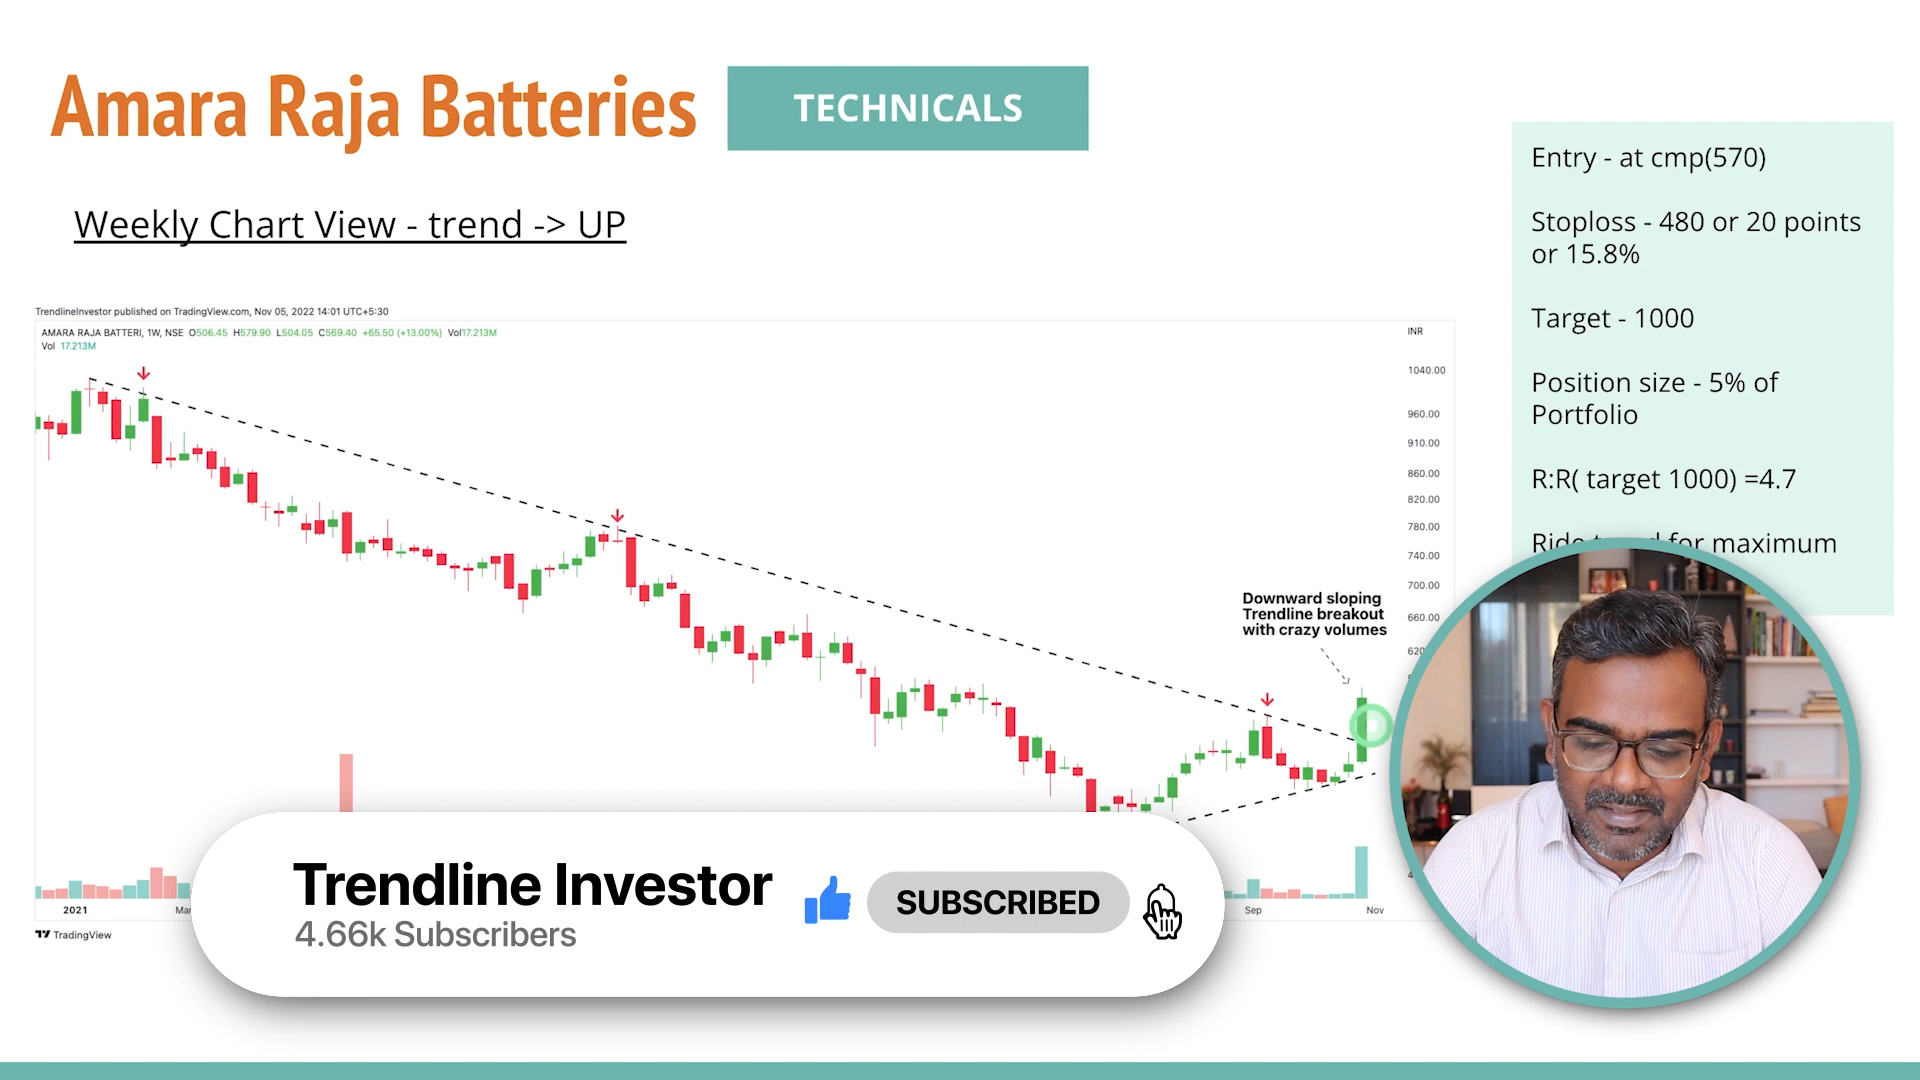 Amara Raja Batteries
TECHNICALS
Weekly Chart View - trend -> UP
Entry - at cmp(570)
Stoploss - 480 or 20 points
or 15.8%
Target - 1000
Position size - 5% of
Portfolio
R:R( target 1000) =4.7
for maximum
TrendlineInvestor published on TradingView.com, Nov 05, 2022 14:01 UTC+5:30
AMARA RAJA BATTERI, 1W, NSE O506.45 H579.90 L504.05 C569.40 +65.50 (+13.00%) Vol17.213M
Vol 17.213M
INR
1040.00
960.00
910.00
860.00
820.00
780.00
740.00
700.00
660.00
Downward sloping
Trendline breakout
with crazy volumes
2021
Sep
Nov
TradingView
Trendline Investor
4.66k Subscribers
SUBSCRIBED